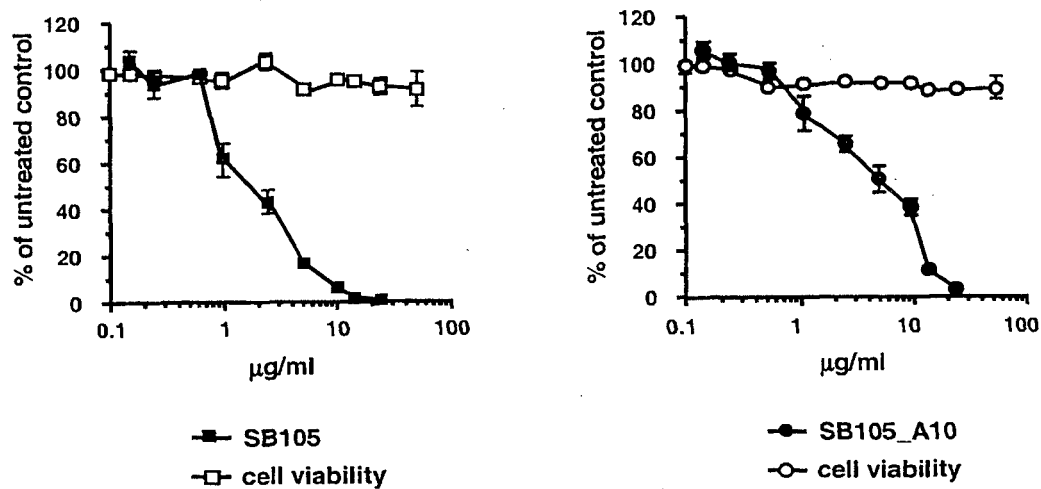 120
100
80
60
40
20
0
% of untreated control
0.1 1 10 100
µg/ml
SB105
cell viability
120
100
80
60
40
20
0
% of untreated control
0.1 1 10 100
µg/ml
SB105_A10
cell viability